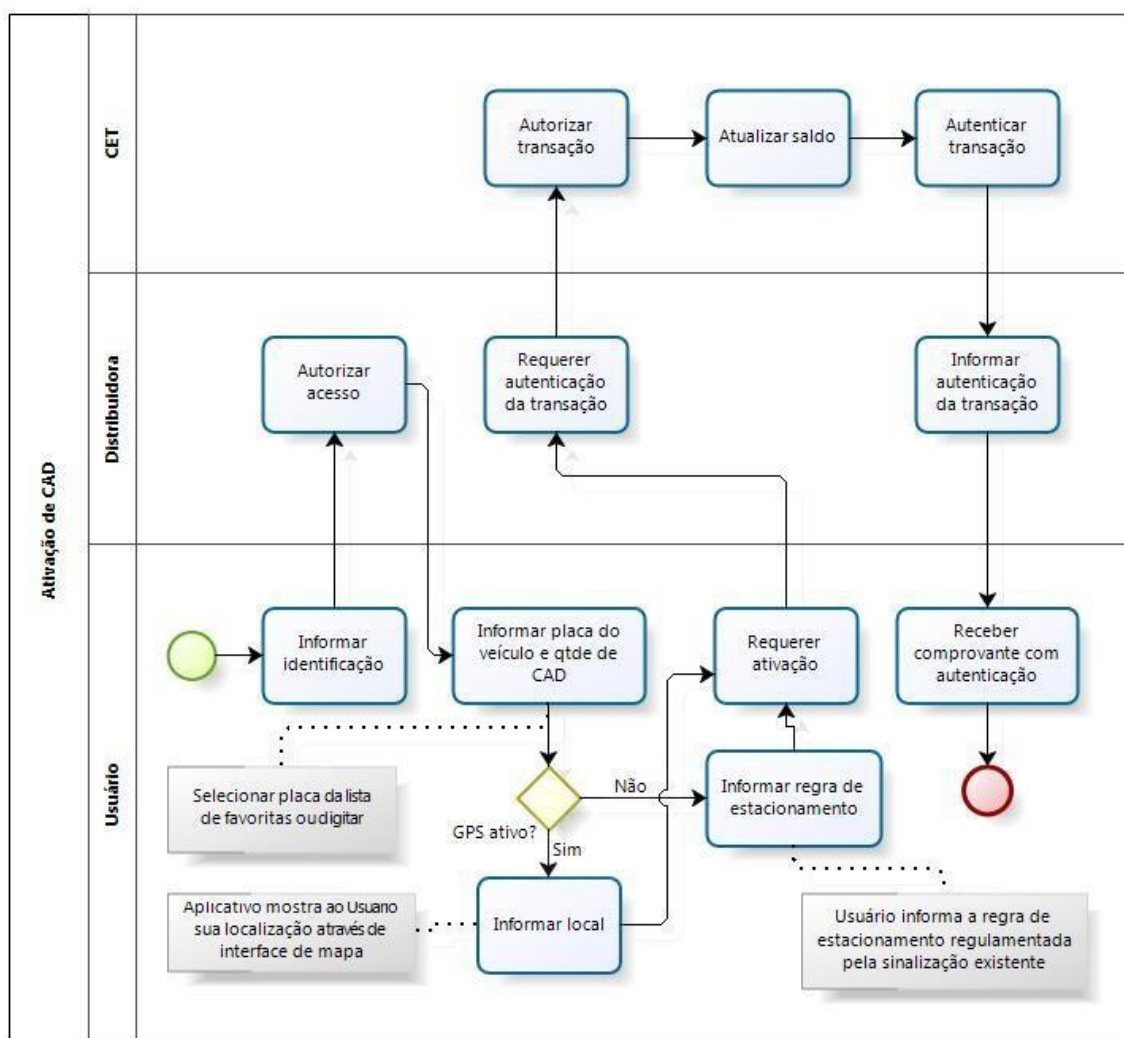 Ativação de CAD
CET
Autorizar
transação
Atualizar saldo
Autenticar
transação
Distribuidora
Autorizar
acesso
Requerer
autenticação
da transação
Informar
autenticação
da transação
Usuário
Informar
identificação
Informar placa do
veículo e qtde de
CAD
Requerer
ativação
Receber
comprovante com
autenticação
Selecionar placa da lista
de favoritas ou digitar
GPS ativo?
Não
Sim
Informar regra de
estacionamento
Aplicativo mostra ao Usuano
sua localização através de
interface de mapa
Informar local
Usuário informa a regra de
estacionamento regulamentada
pela sinalização existente